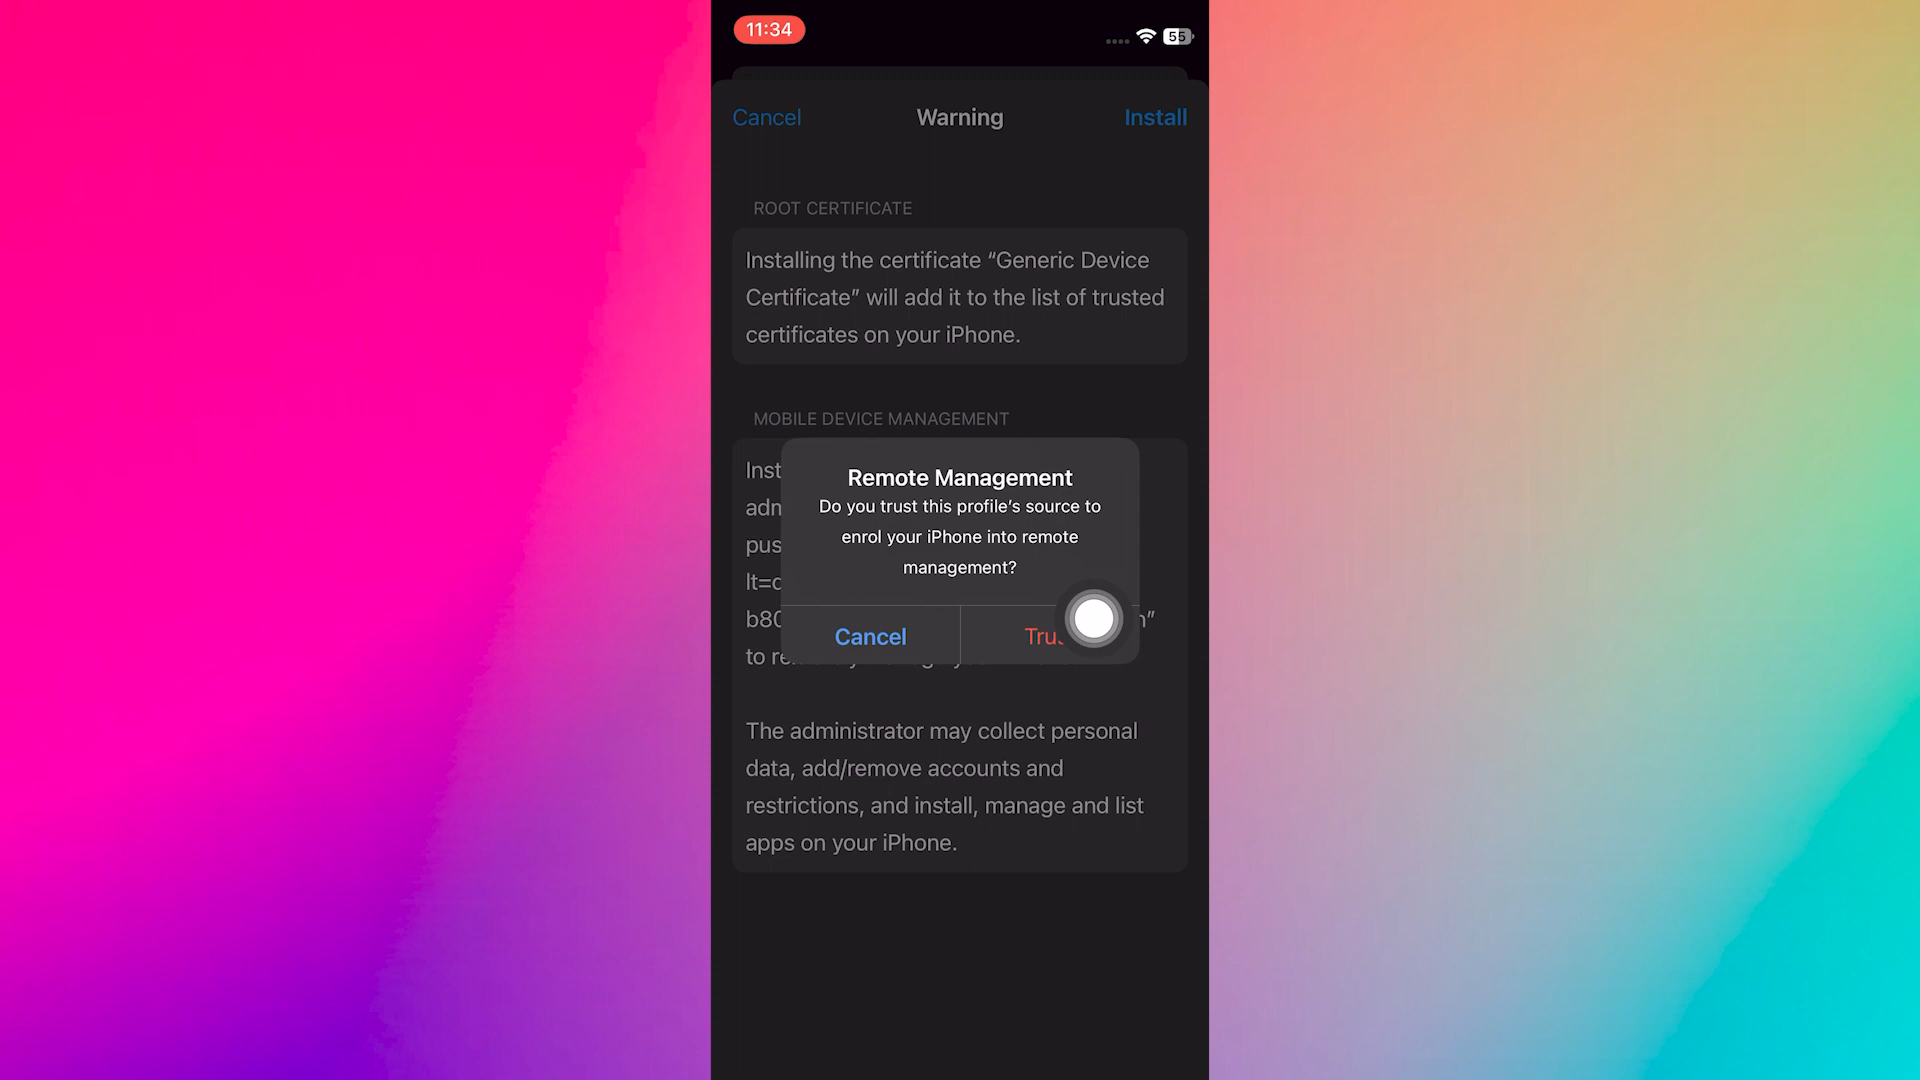 11:34
55
Cancel
Warning
Install
ROOT CERTIFICATE
Installing the certificate “Generic Device
Certificate” will add it to the list of trusted
certificates on your iPhone.
MOBILE DEVICE MANAGEMENT
Remote Management
Do you trust this profile’s source to
enrol your iPhone into remote
management?
Cancel
The administrator may collect personal
data, add/remove accounts and
restrictions, and install, manage and list
apps on your iPhone.